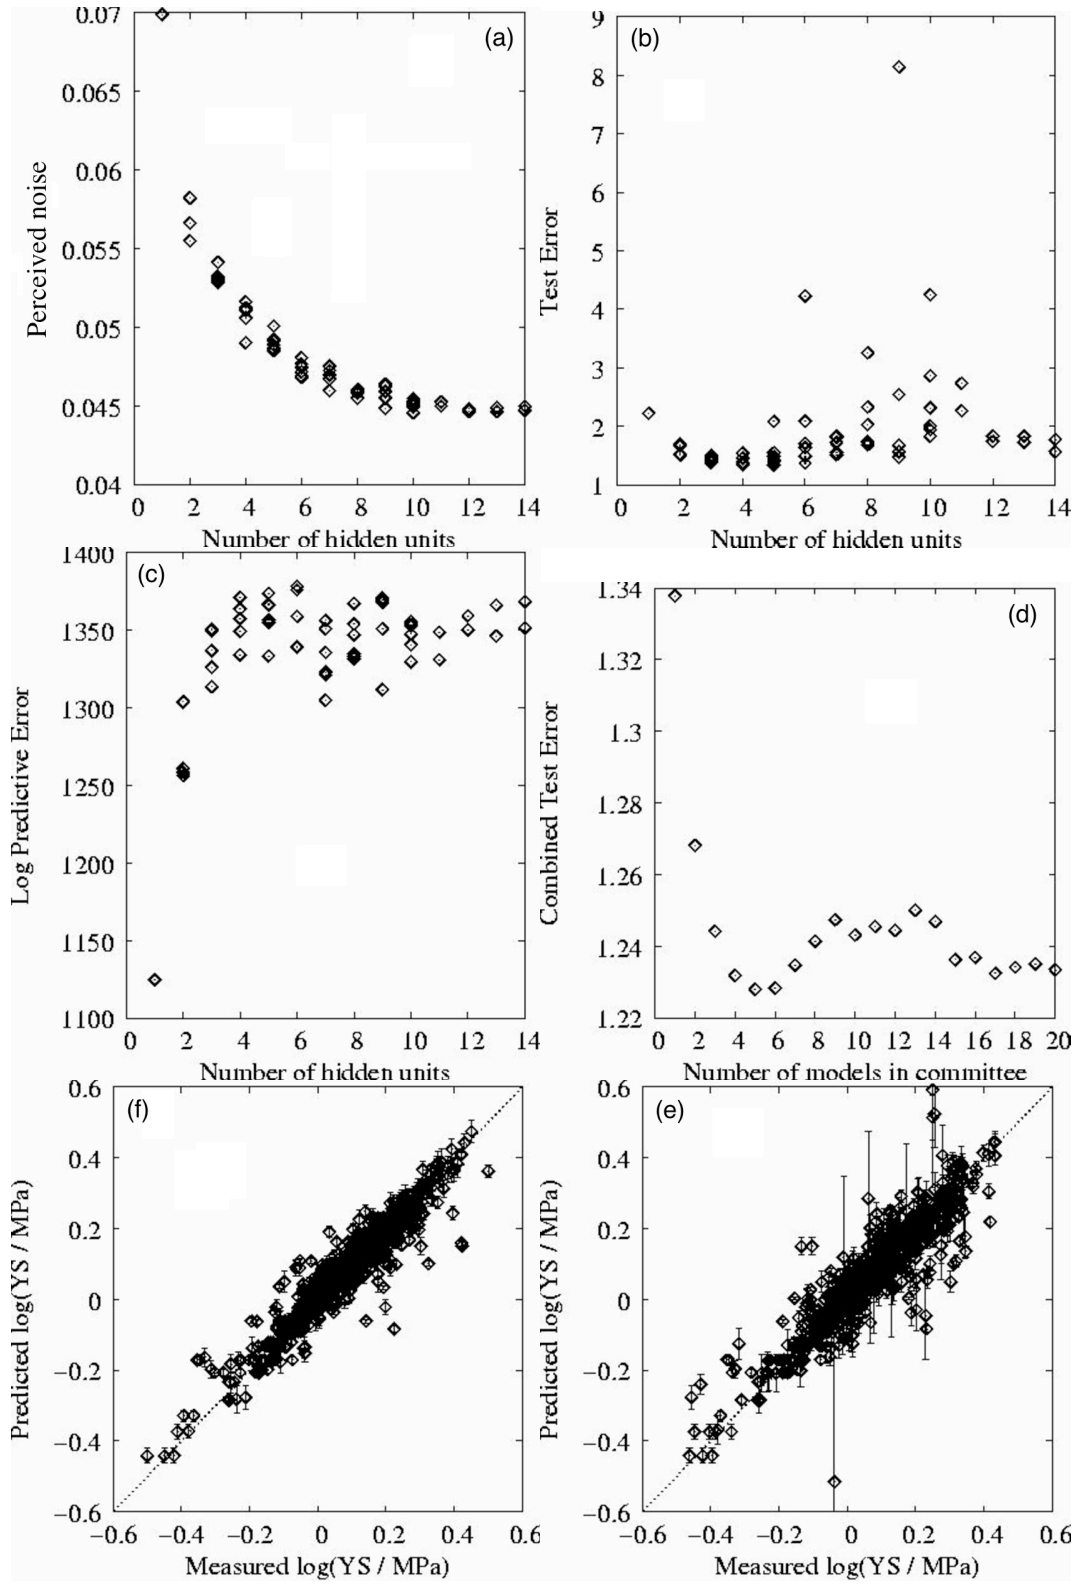 (a)
0.07
0.065
0.06
0.055
0.05
0.045
0.04
Perceived noise
0 2 4 6 8 10 12 14
Number of hidden units
(b)
9
8
7
6
5
4
3
2
1
Test Error
0 2 4 6 8 10 12 14
Number of hidden units
(c)
1400
1350
1300
1250
1200
1150
1100
Log Predictive Error
0 2 4 6 8 10 12 14
Number of hidden units
(d)
1.34
1.32
1.3
1.28
1.26
1.24
1.22
Combined Test Error
0 2 4 6 8 10 12 14 16 18 20
Number of models in committee
(f)
0.6
0.4
0.2
0
−0.2
−0.4
−0.6
Predicted log(YS / MPa)
−0.6 −0.4 −0.2 0 0.2 0.4 0.6
Measured log(YS / MPa)
(e)
0.6
0.4
0.2
0
−0.2
−0.4
−0.6
Predicted log(YS / MPa)
−0.6 −0.4 −0.2 0 0.2 0.4 0.6
Measured log(YS / MPa)